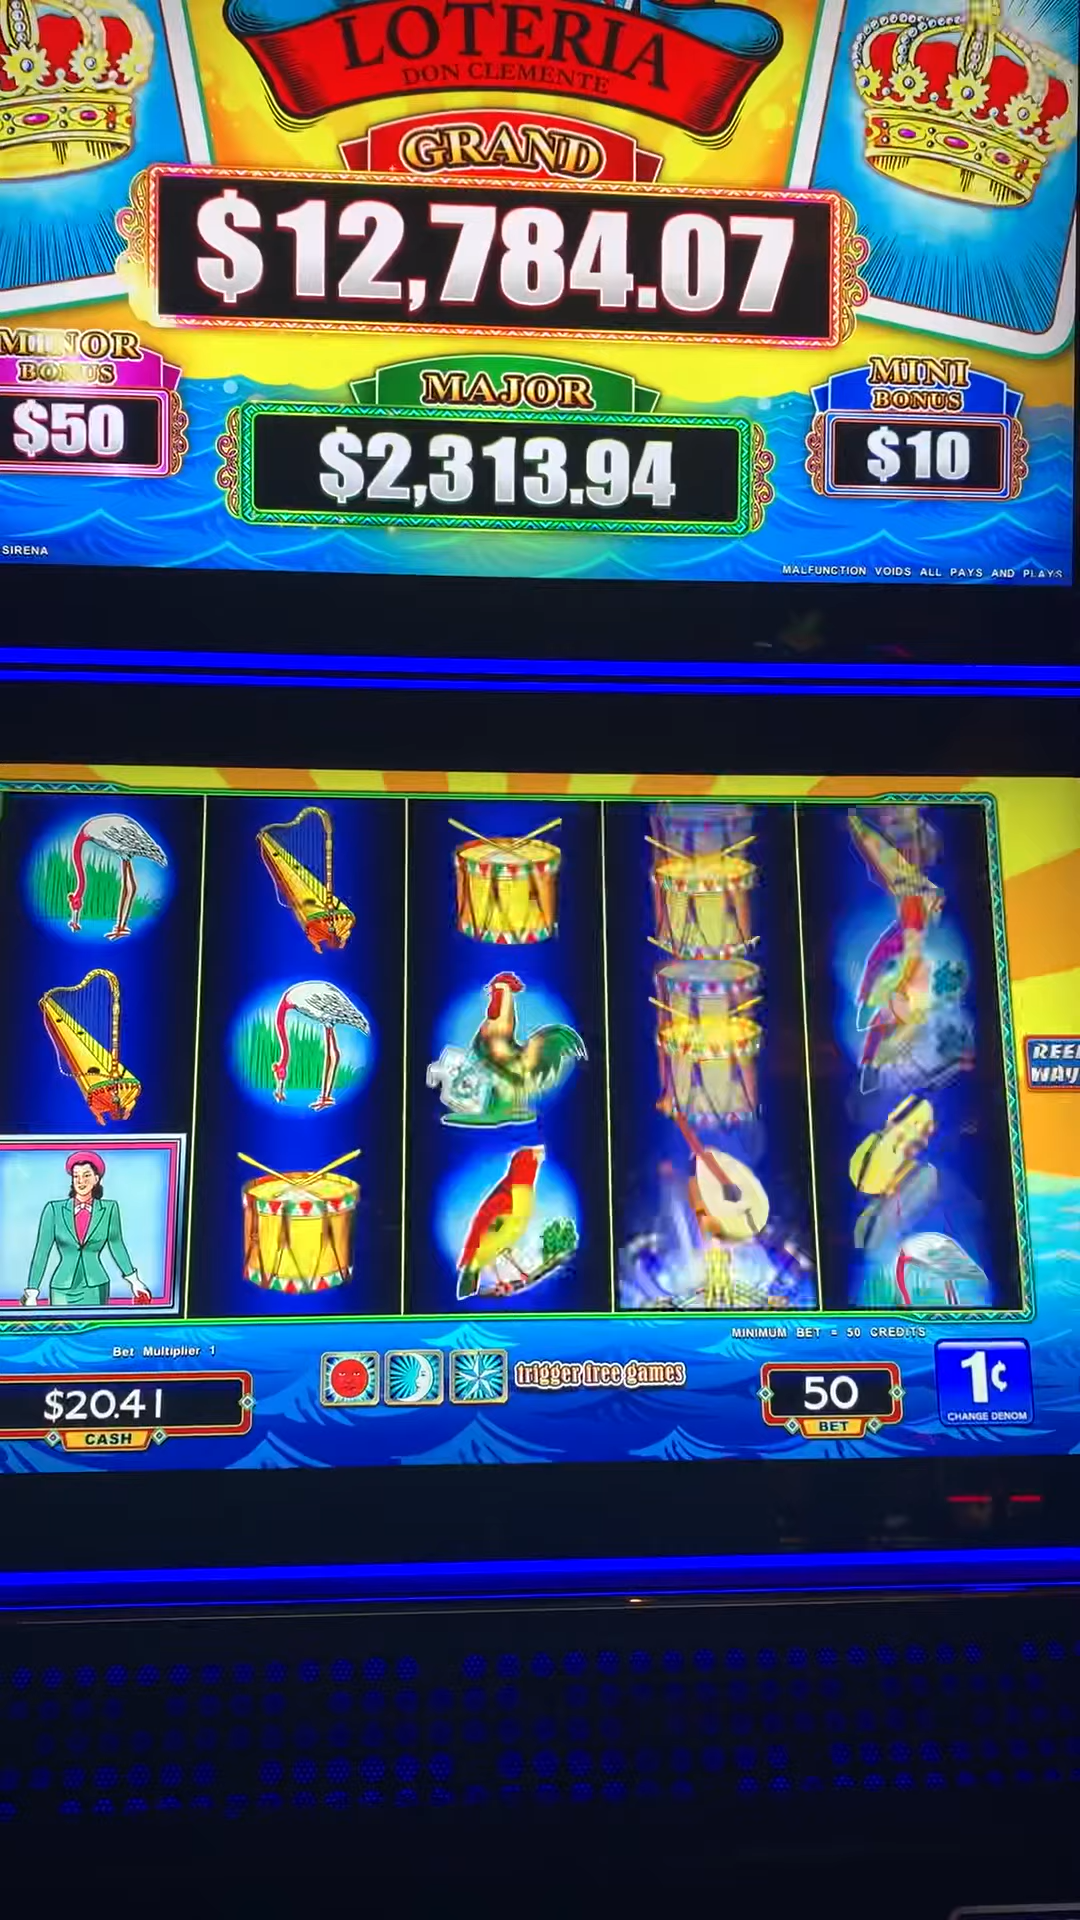 LOTERIA
DON CLEMENTE
GRAND
$12,784.07
MINOR
BONUS
$50
MAJOR
$2,313.94
MINI
BONUS
$10
SIRENA
MALFUNCTION VOIDS ALL PAYS AND PLAYS
REEL
WAY
MINIMUM BET = 50 CREDITS
Bet Multiplier 1
trigger free games
$20.41
CASH
50
BET
1¢
CHANGE DENOM